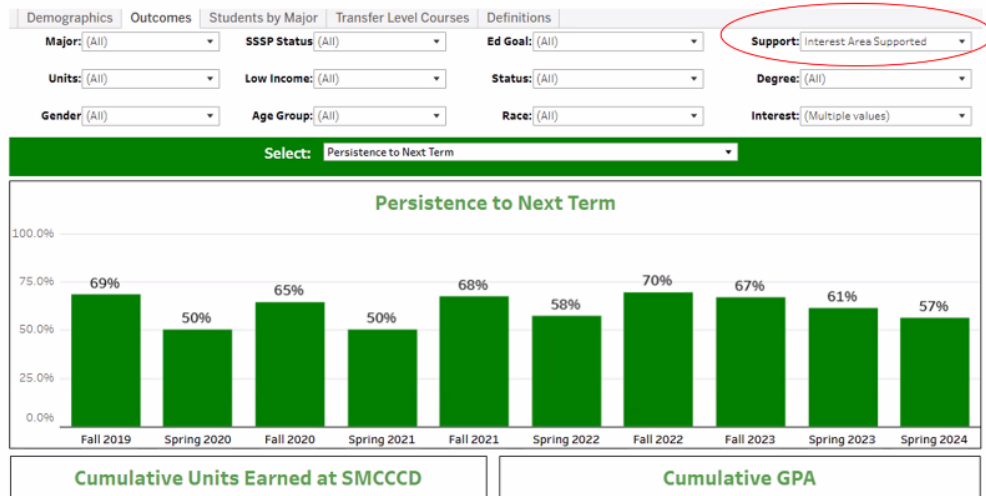 Demographics Outcomes Students by Major Transfer Level Courses Definitions
Major: (All) SSSP Status (All) Ed Goal: (All) Support: Interest Area Supported
Units: (All) Low Income: (All) Status: (All) Degree: (All)
Gender (All) Age Group: (All) Race: (All) Interest: (Multiple values)
Select: Persistence to Next Term
Persistence to Next Term
100.0%
75.0%
50.0%
25.0%
0.0%
69% 50% 65% 50% 68% 58% 70% 67% 61% 57%
Fall 2019 Spring 2020 Fall 2020 Spring 2021 Fall 2021 Spring 2022 Fall 2022 Fall 2023 Spring 2023 Spring 2024
Cumulative Units Earned at SMCCCD Cumulative GPA